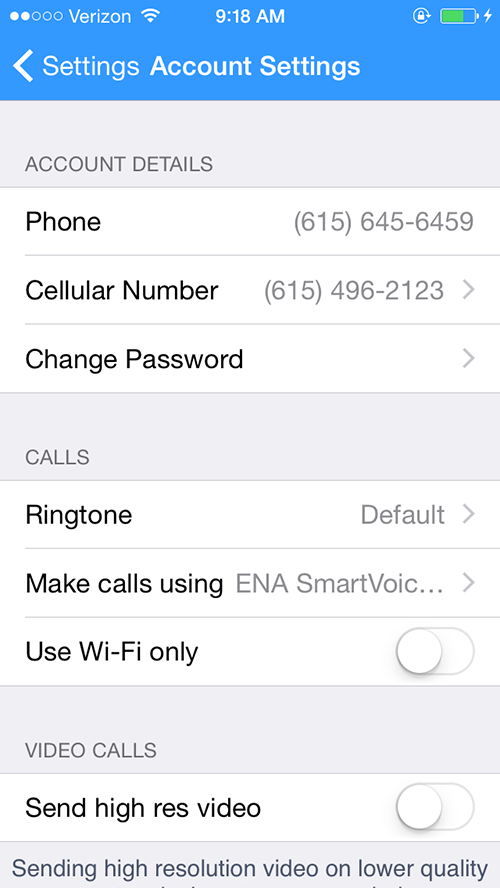 Verizon 9:18 AM
Settings Account Settings
ACCOUNT DETAILS
Phone (615) 645-6459
Cellular Number (615) 496-2123
Change Password
CALLS
Ringtone Default
Make calls using ENA SmartVoic...
Use Wi-Fi only
VIDEO CALLS
Send high res video
Sending high resolution video on lower quality